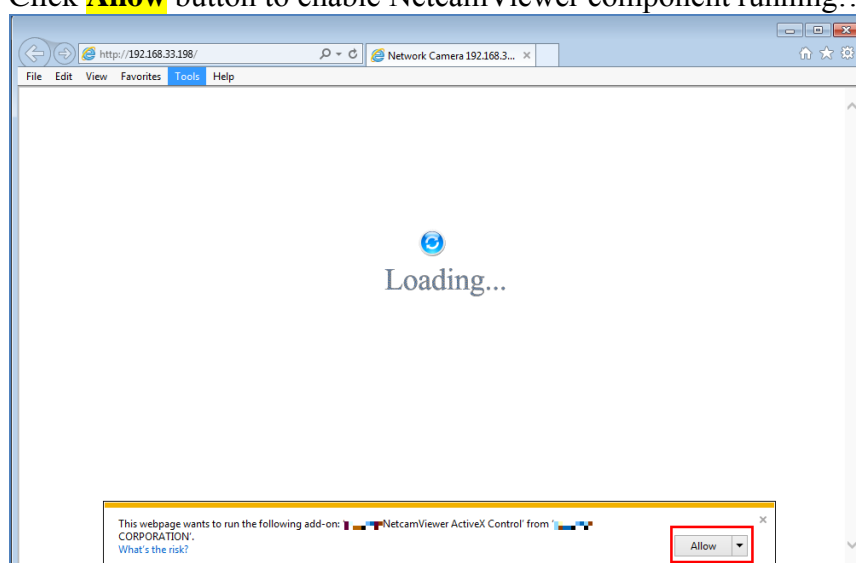 Click Allow button to enable NetcamViewer component running..
http://192.168.33.198/
Network Camera 192.168.3...
File Edit View Favorites Tools Help
Loading...
This webpage wants to run the following add-on: NetcamViewer ActiveX Control' from '
CORPORATION'.
What's the risk?
Allow